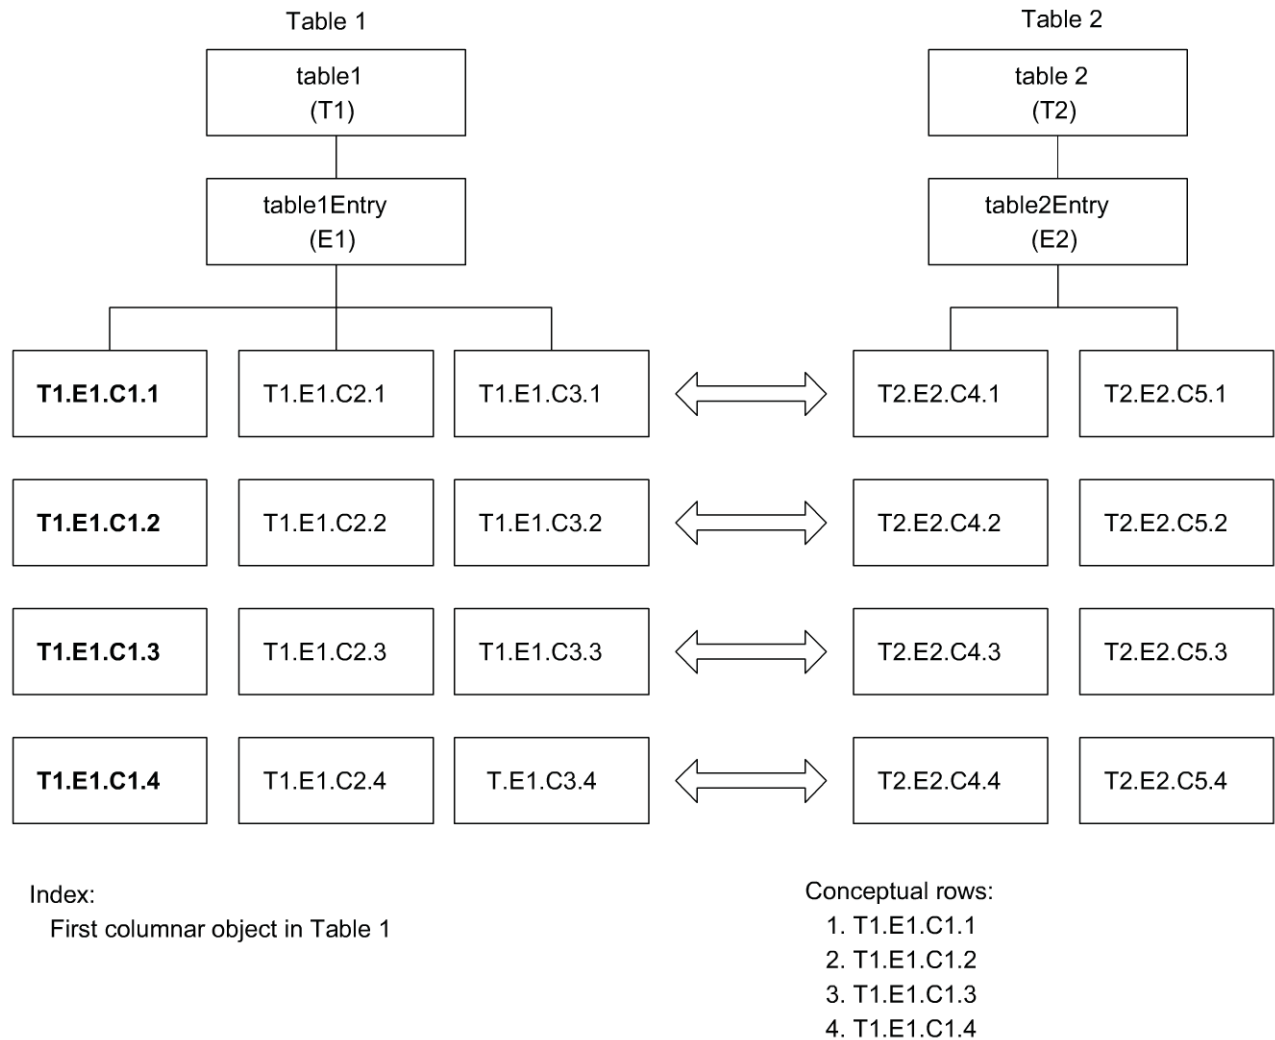 Table 1
Table 2
table1
(T1)
table 2
(T2)
table1Entry
(E1)
table2Entry
(E2)
T1.E1.C1.1
T1.E1.C2.1
T1.E1.C3.1
T2.E2.C4.1
T2.E2.C5.1
T1.E1.C1.2
T1.E1.C2.2
T1.E1.C3.2
T2.E2.C4.2
T2.E2.C5.2
T1.E1.C1.3
T1.E1.C2.3
T1.E1.C3.3
T2.E2.C4.3
T2.E2.C5.3
T1.E1.C1.4
T1.E1.C2.4
T.E1.C3.4
T2.E2.C4.4
T2.E2.C5.4
Index:
First columnar object in Table 1
Conceptual rows:
1. T1.E1.C1.1
2. T1.E1.C1.2
3. T1.E1.C1.3
4. T1.E1.C1.4